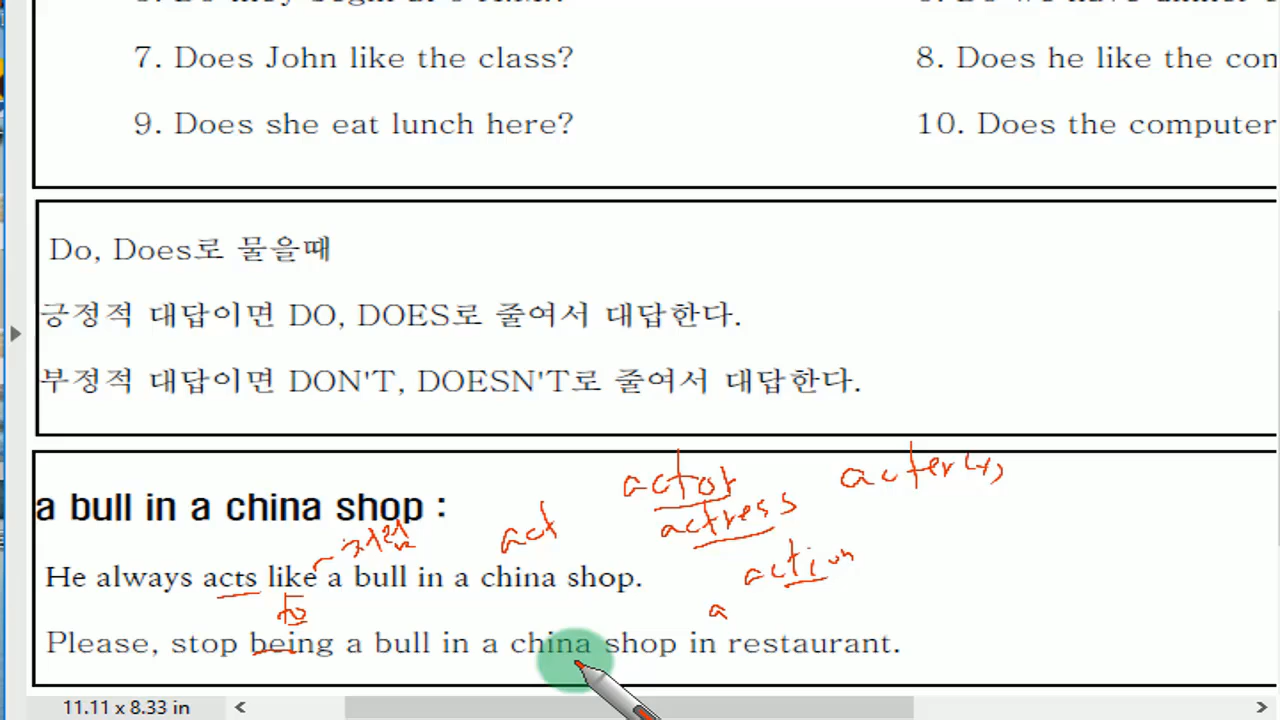 7. Does John like the class?
8. Does he like the con
9. Does she eat lunch here?
10. Does the computer
Do, Does로 물을때
긍정적 대답이면 DO, DOES로 줄여서 대답한다.
부정적 대답이면 DON'T, DOESN'T로 줄여서 대답한다.
actor
acter(x)
a bull in a china shop :
actress
act
He always acts like a bull in a china shop.
action
a
Please, stop being a bull in a china shop in restaurant.
11.11 x 8.33 in